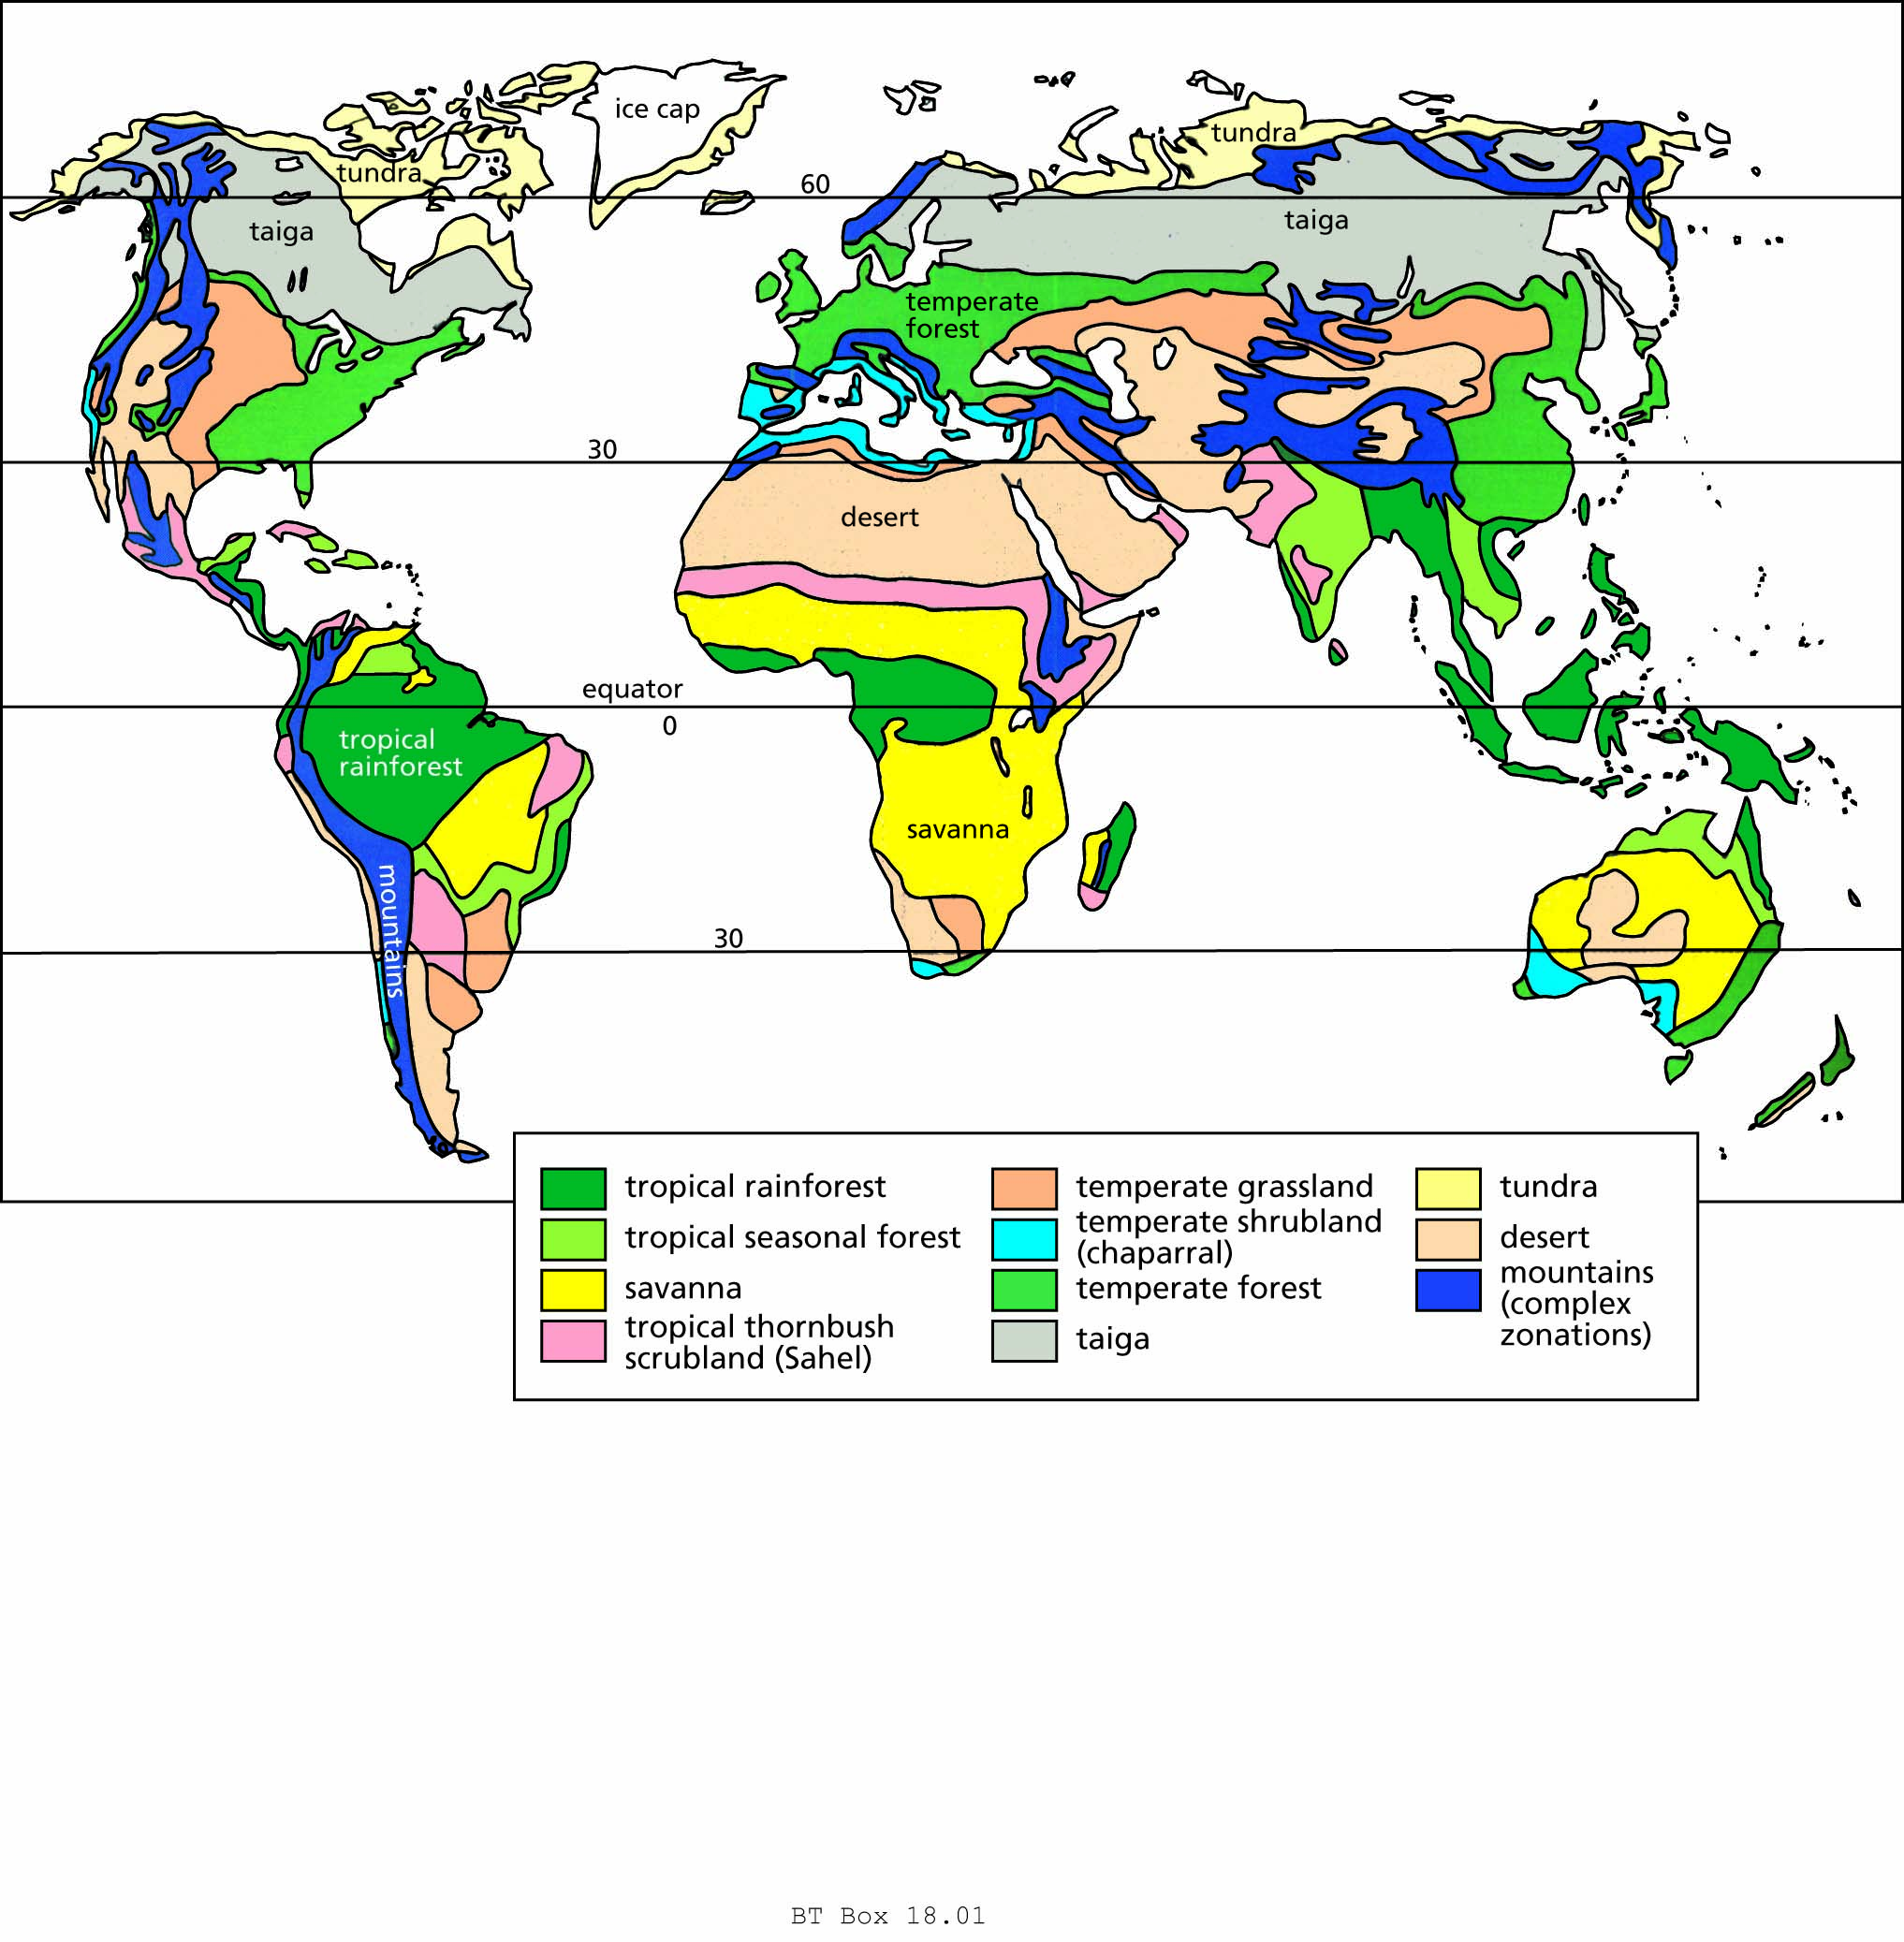 ice cap
tundra
tundra
60
taiga
taiga
temperate
forest
30
desert
equator
0
tropical
rainforest
savanna
mountains
30
tropical rainforest
tropical seasonal forest
savanna
tropical thornbush
scrubland (Sahel)
temperate grassland
temperate shrubland
(chaparral)
temperate forest
taiga
tundra
desert
mountains
(complex
zonations)
BT Box 18.01